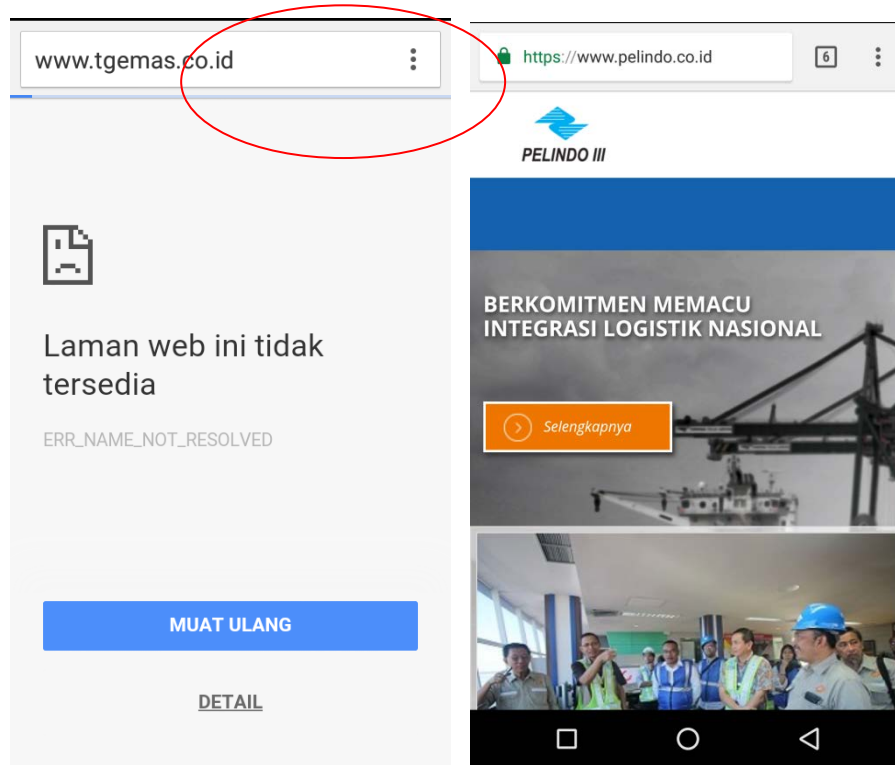 www.tgemas.co.id
Laman web ini tidak
tersedia
ERR_NAME_NOT_RESOLVED
MUAT ULANG
DETAIL
https://www.pelindo.co.id
6
PELINDO III
BERKOMITMEN MEMACU
INTEGRASI LOGISTIK NASIONAL
Selengkapnya